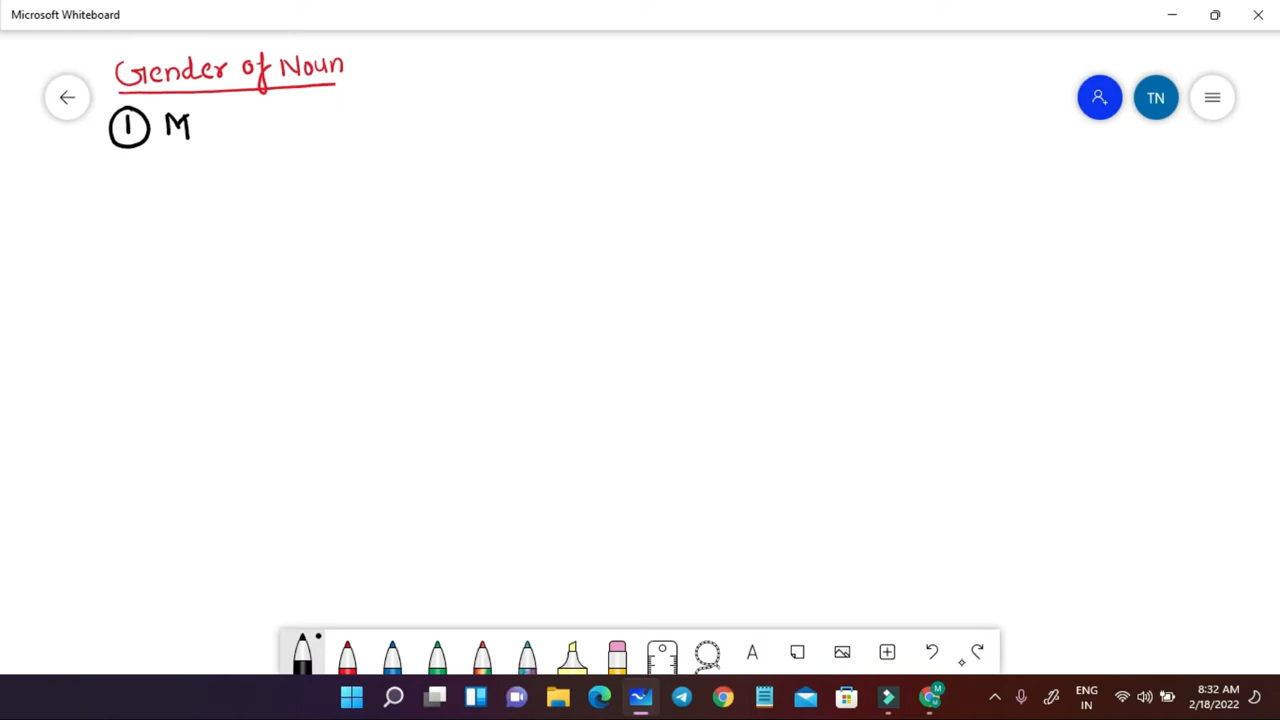 Microsoft Whiteboard
Gender of Noun
TN
① M
A
M
ENG
IN
8:32 AM
2/18/2022